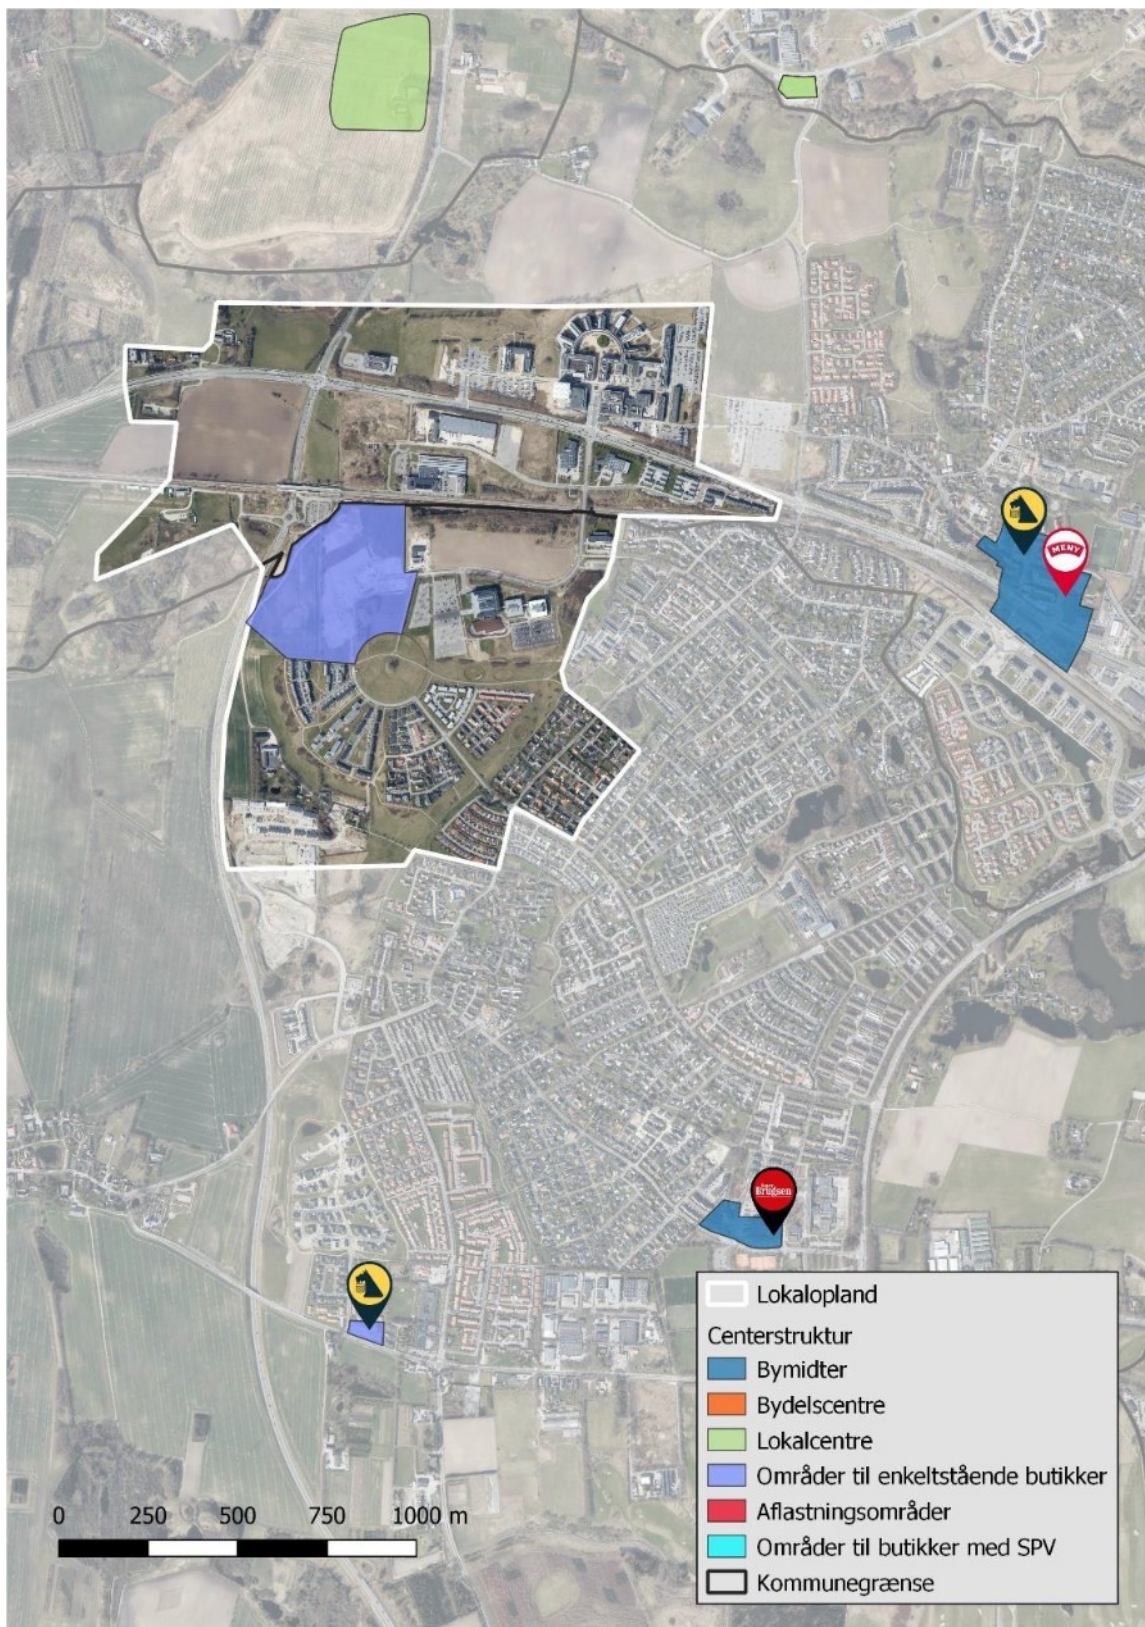 MENY
Brugsen
Lokalopland
Centerstruktur
Bymidter
Bydelscentre
Lokalcentre
Områder til enkeltstående butikker
Aflastningsområder
Områder til butikker med SPV
Kommunegrænse
0 250 500 750 1000 m